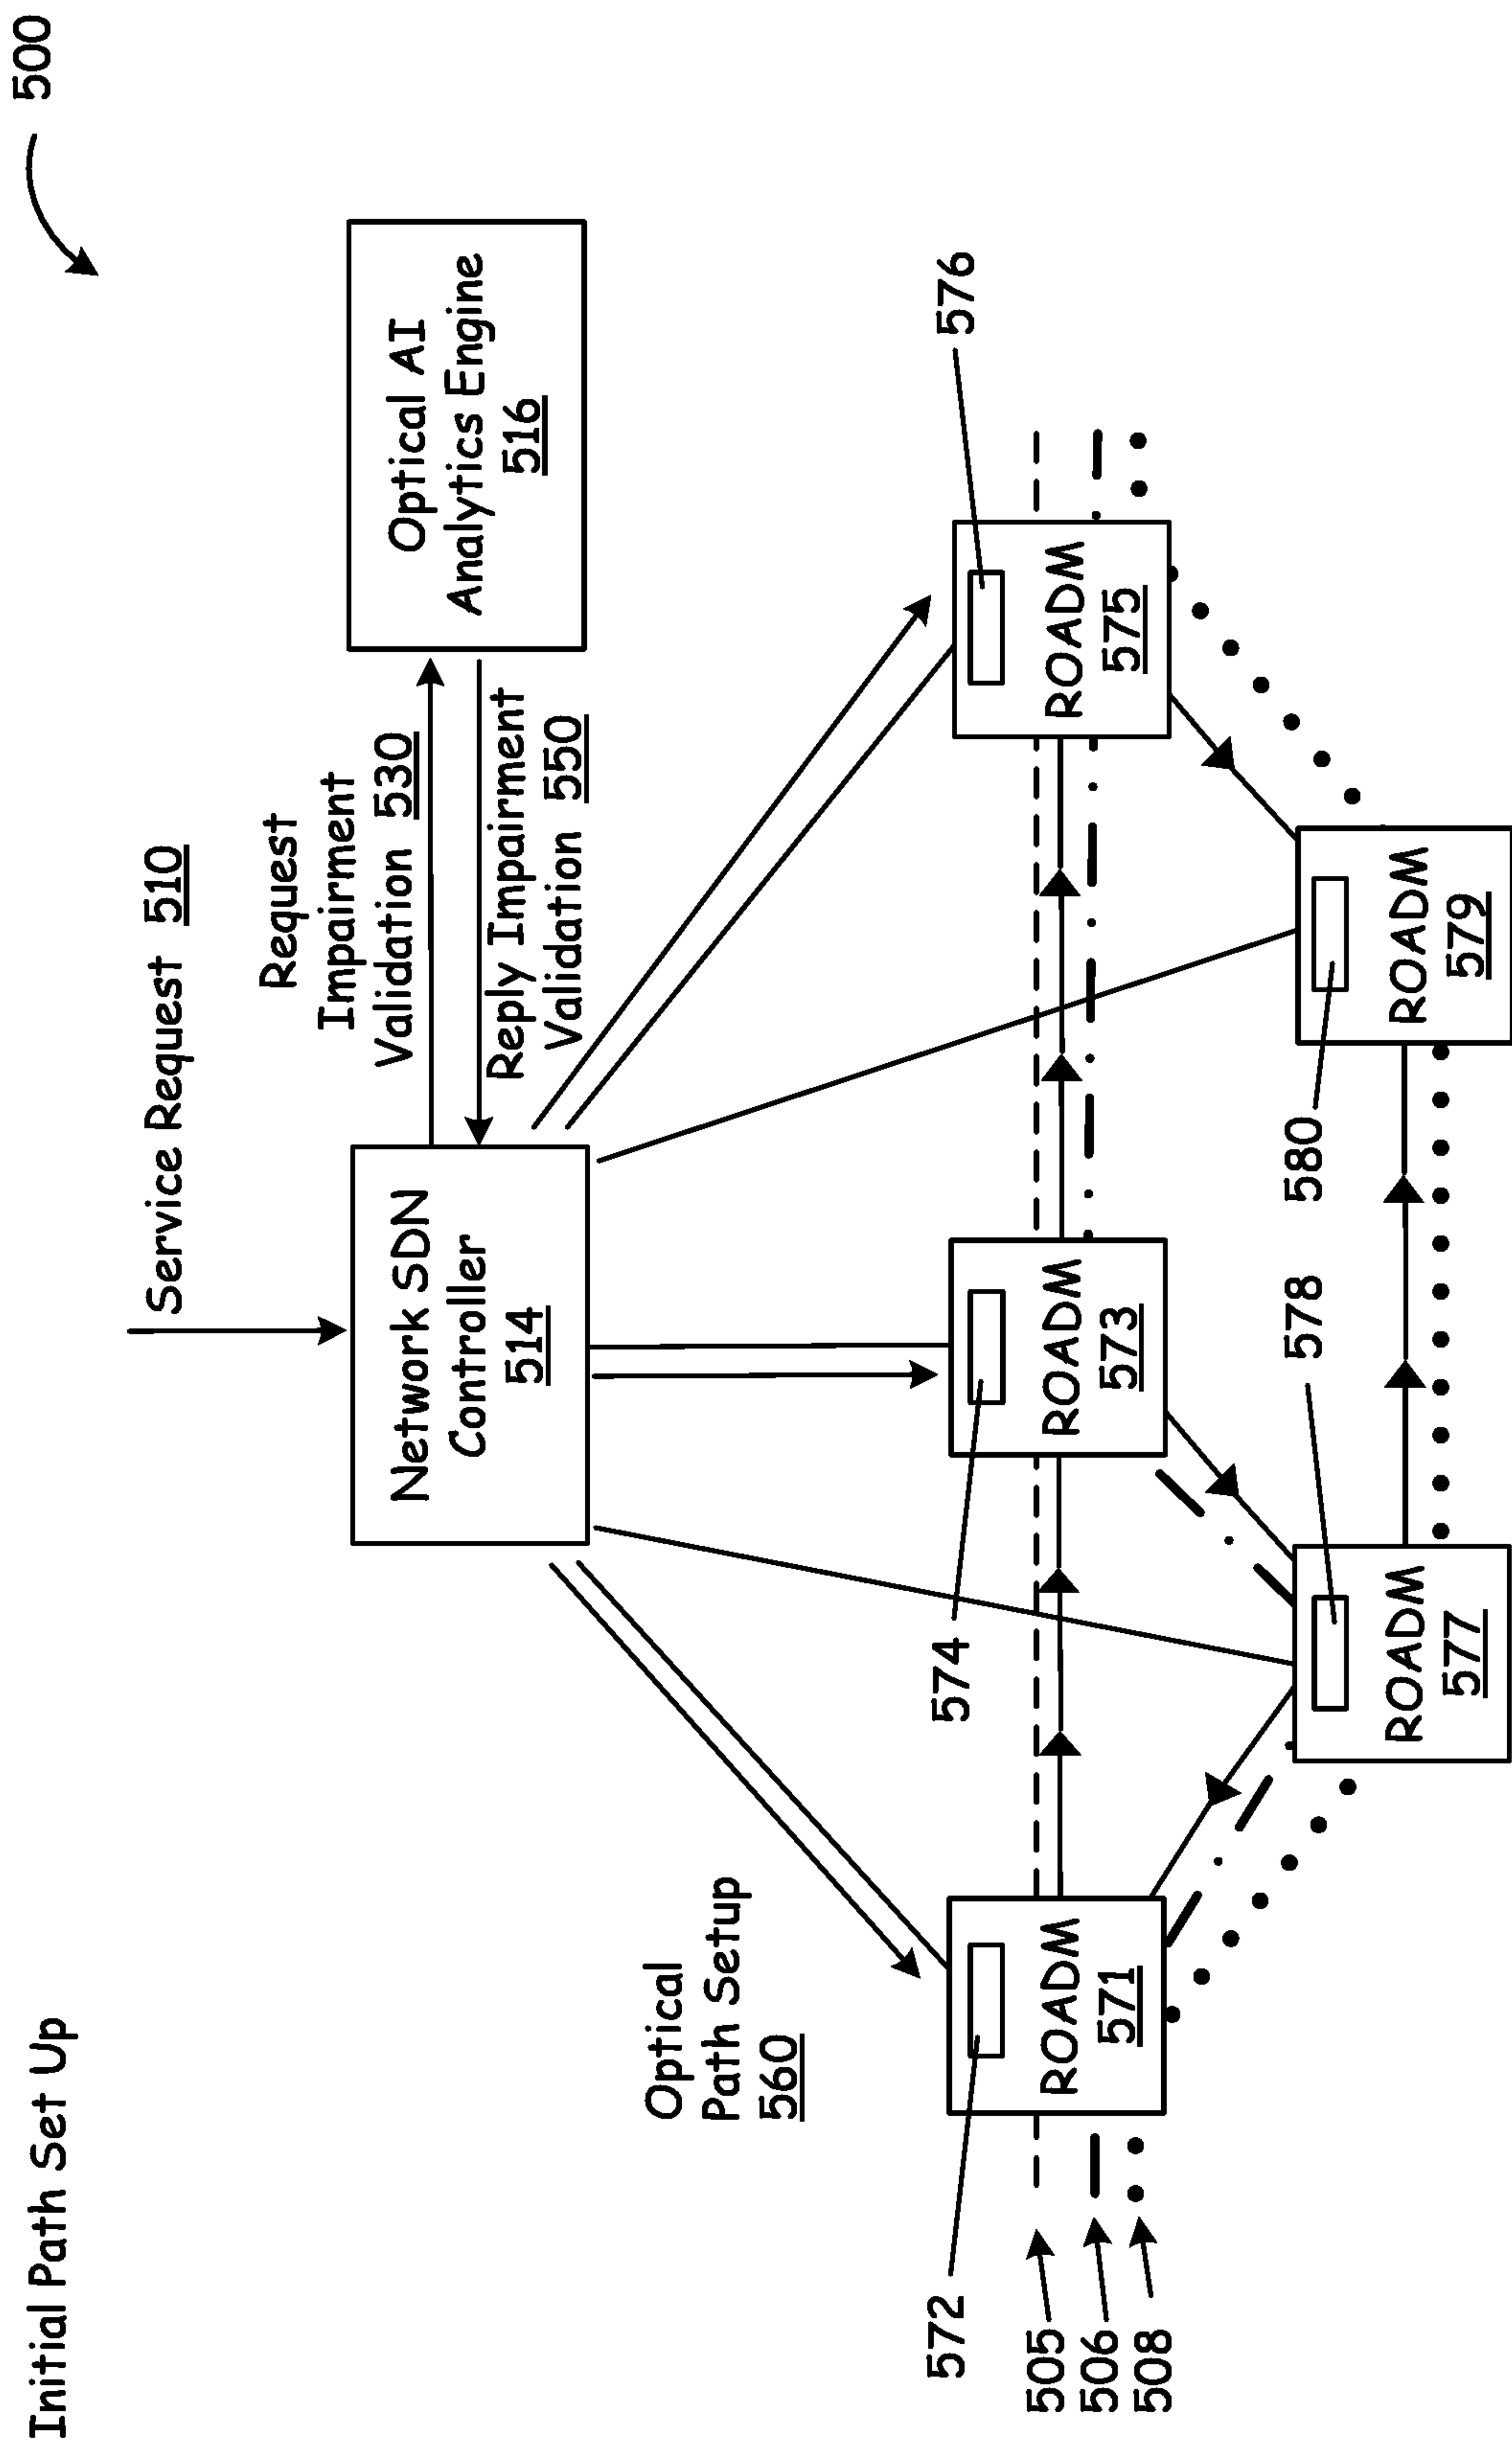 Initial Path Set Up
500
Service Request 510
Request
Impairment
Validation 530
Reply Impairment
Validation 550
Network SDN
Controller
514
Optical AI
Analytics Engine
516
Optical
Path Setup
560
572
574
576
ROADM
571
ROADM
573
ROADM
575
505
506
508
578
580
ROADM
577
ROADM
579